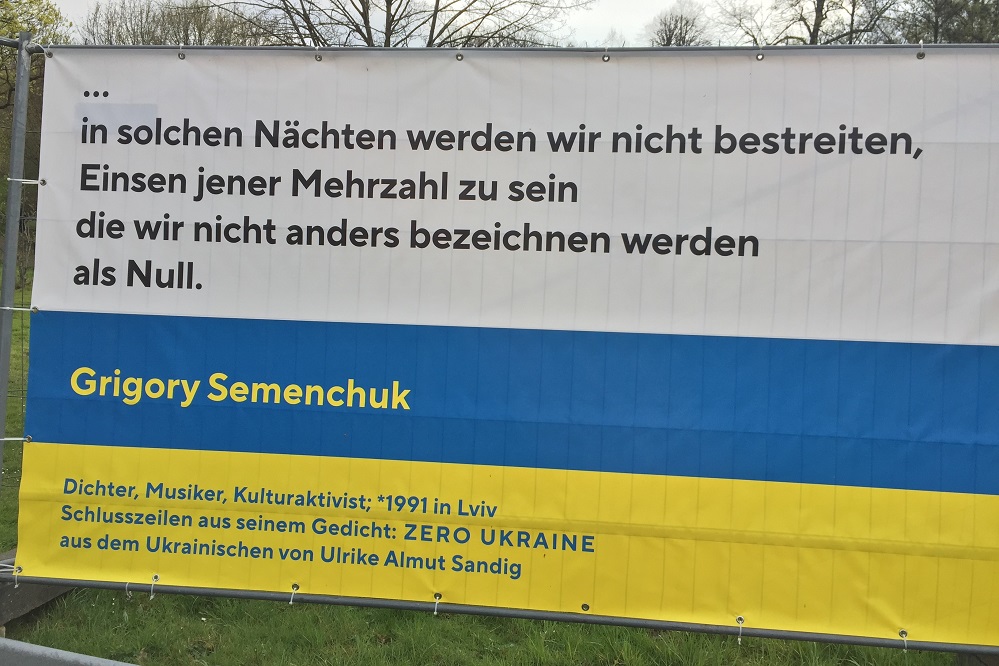 ...
in solchen Nächten werden wir nicht bestreiten,
Einsen jener Mehrzahl zu sein
die wir nicht anders bezeichnen werden
als Null.
Grigory Semenchuk
Dichter, Musiker, Kulturaktivist; *1991 in Lviv
Schlusszeilen aus seinem Gedicht: ZERO UKRAINE
aus dem Ukrainischen von Ulrike Almut Sandig